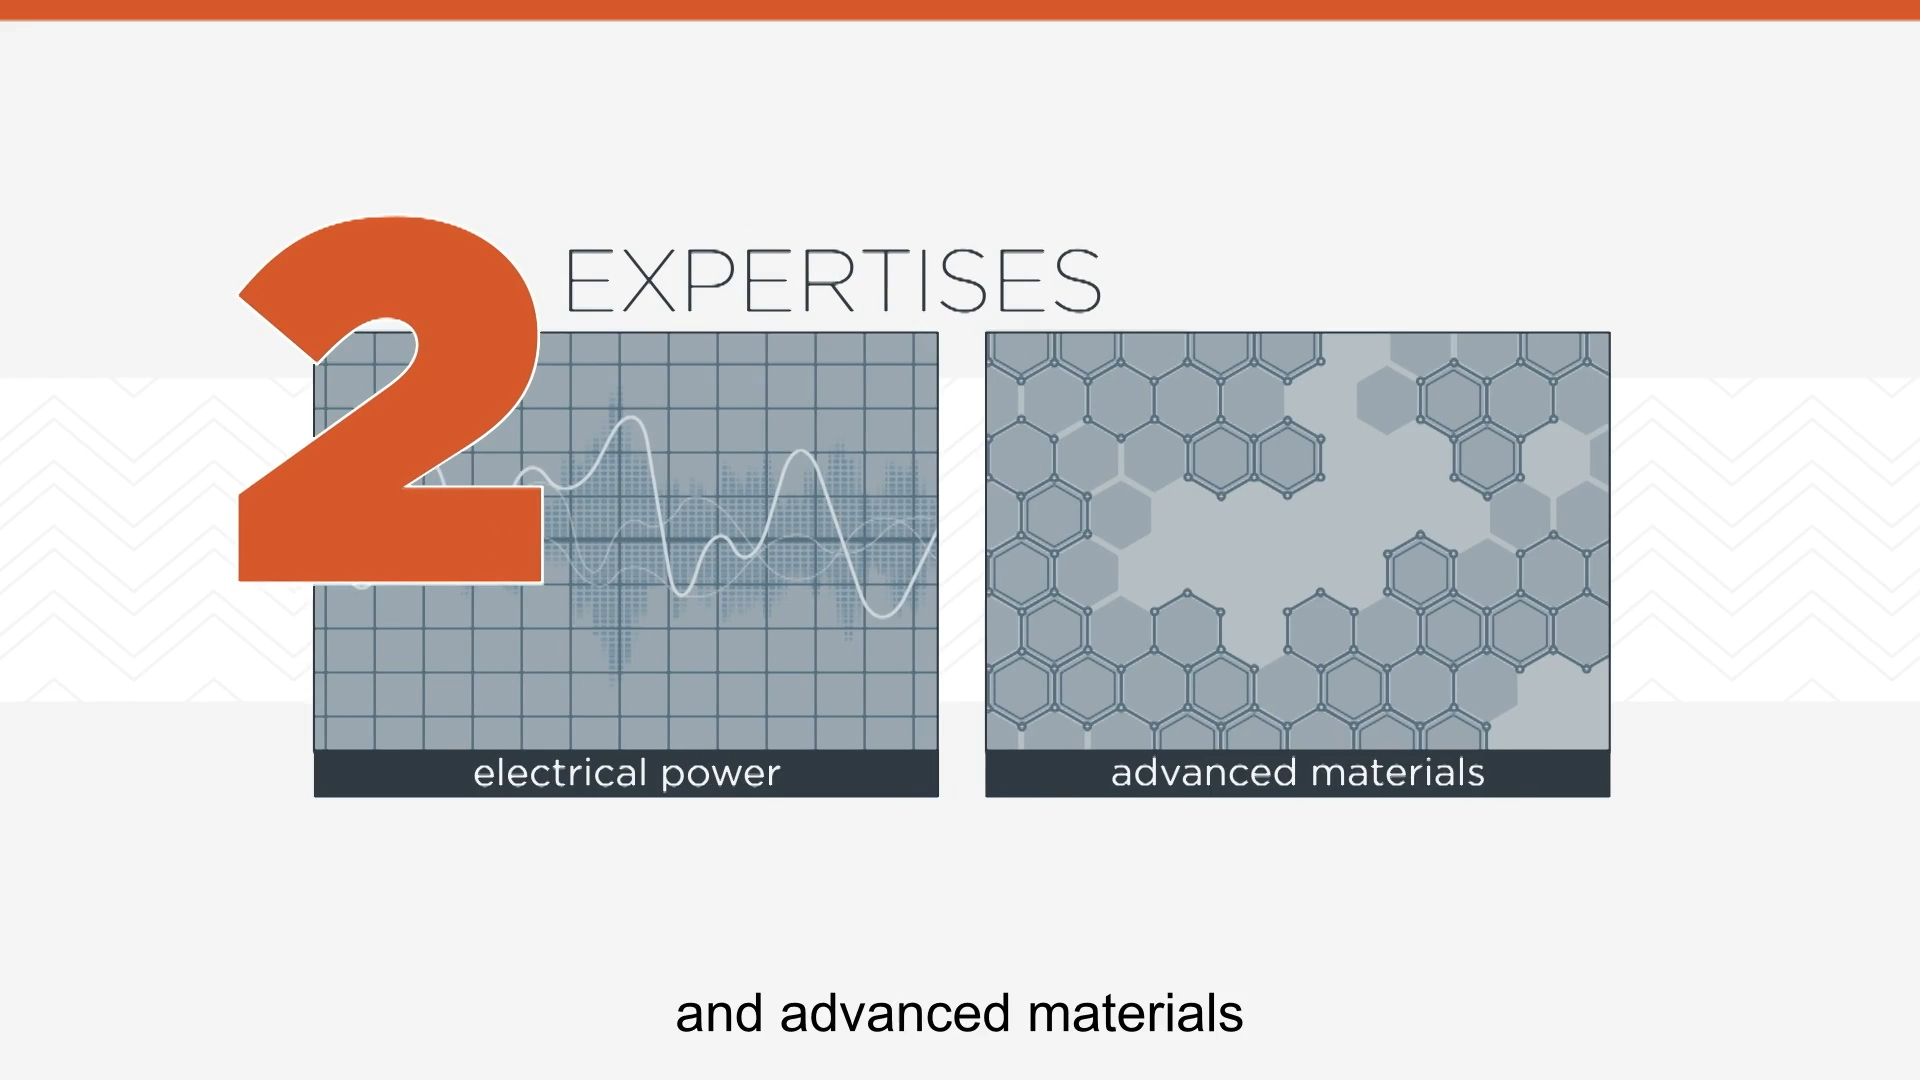 2 EXPERTISES
electrical power
advanced materials
and advanced materials